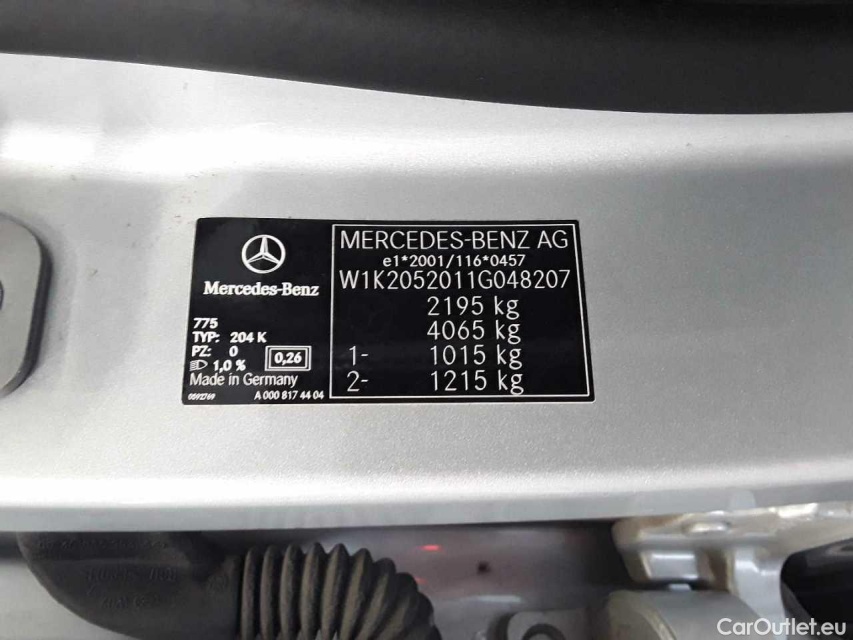 Mercedes-Benz
775
TYP: 204 K
PZ: 0
1,0 %
0,26
Made in Germany
0892769
A 000 817 44 04
MERCEDES-BENZ AG
e1*2001/116*0457
W1K2052011G048207
2195 kg
4065 kg
1- 1015 kg
2- 1215 kg
CarOutlet.eu